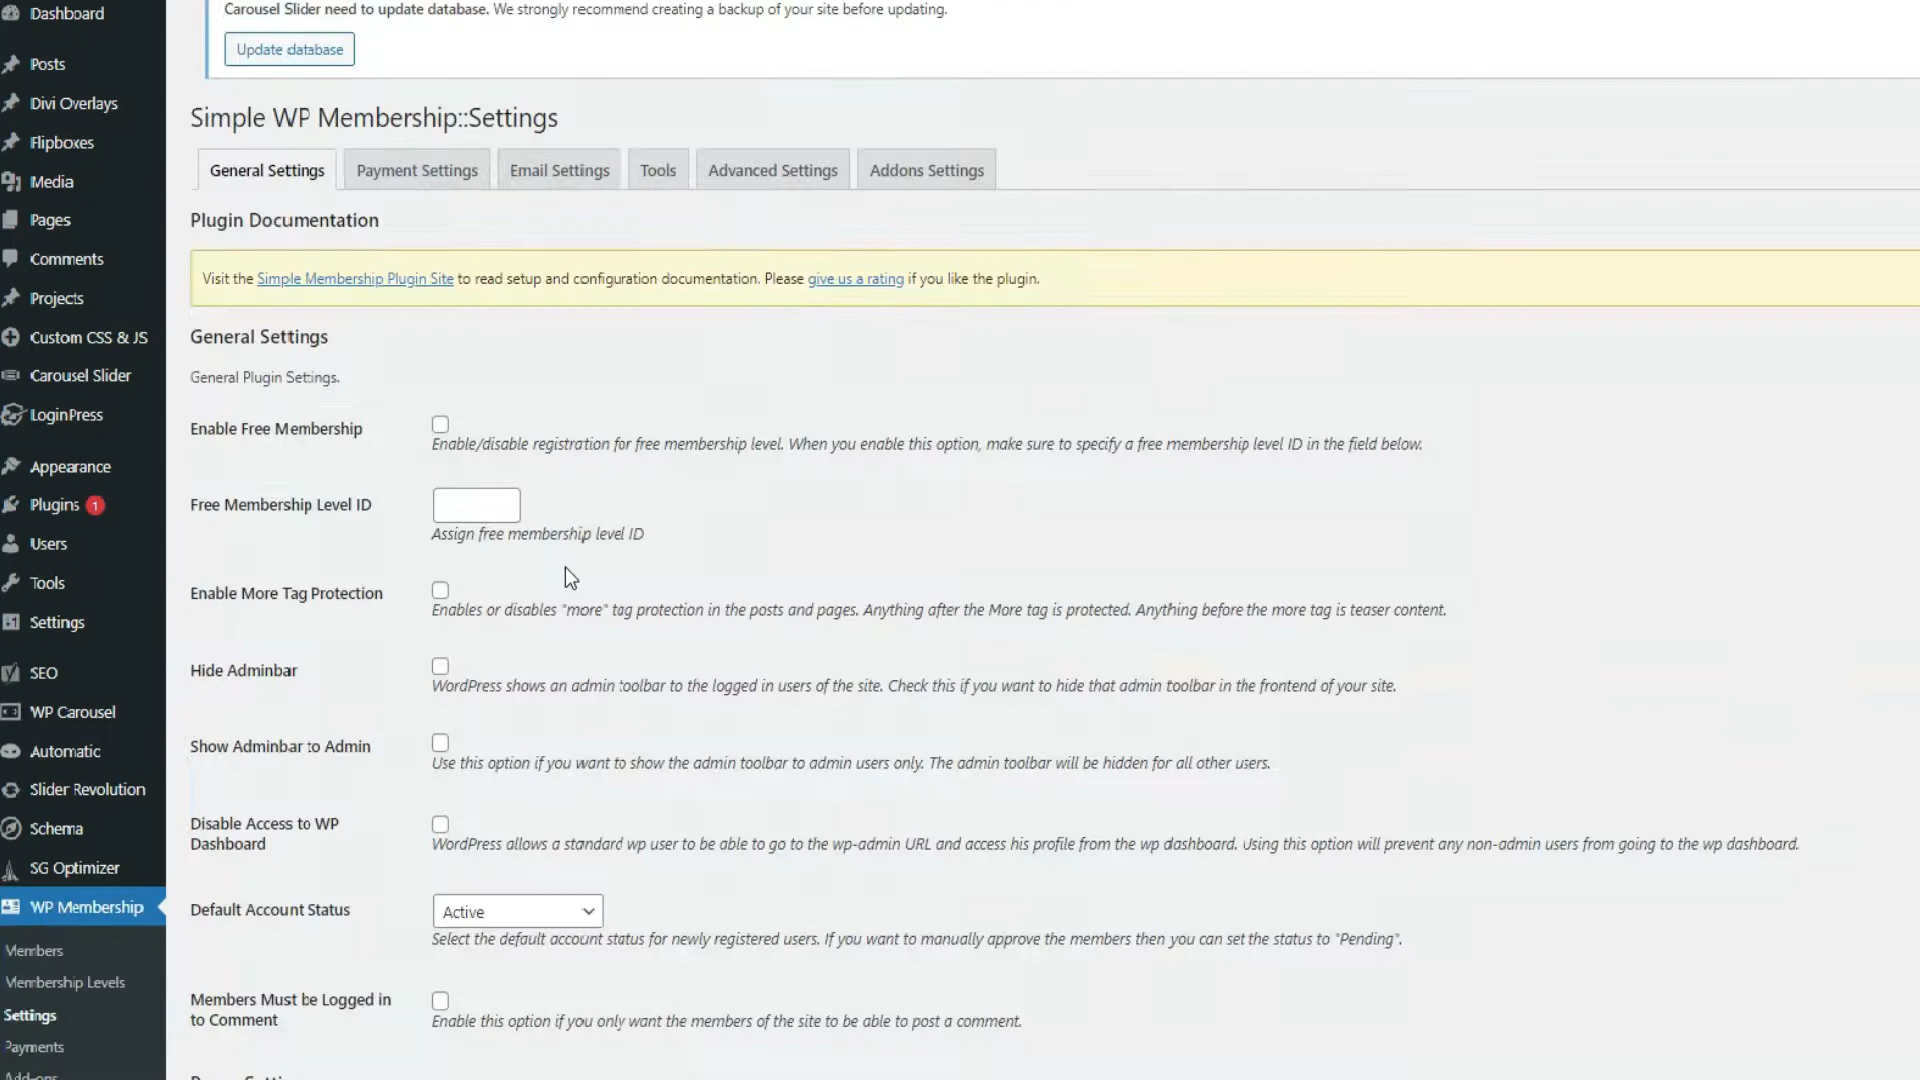 Dashboard
Posts
Divi Overlays
Flipboxes
Media
Pages
Comments
Projects
Custom CSS & JS
Carousel Slider
LoginPress
Appearance
Plugins 1
Users
Tools
Settings
SEO
WP Carousel
Automatic
Slider Revolution
Schema
SG Optimizer
WP Membership
Members
Membership Levels
Settings
Payments
Add-ons
Carousel Slider need to update database. We strongly recommend creating a backup of your site before updating.
Update database
Simple WP Membership::Settings
General Settings Payment Settings Email Settings Tools Advanced Settings Addons Settings
Plugin Documentation
Visit the Simple Membership Plugin Site to read setup and configuration documentation. Please give us a rating if you like the plugin.
General Settings
General Plugin Settings.
Enable Free Membership
Enable/disable registration for free membership level. When you enable this option, make sure to specify a free membership level ID in the field below.
Free Membership Level ID
Assign free membership level ID
Enable More Tag Protection
Enables or disables "more" tag protection in the posts and pages. Anything after the More tag is protected. Anything before the more tag is teaser content.
Hide Adminbar
WordPress shows an admin toolbar to the logged in users of the site. Check this if you want to hide that admin toolbar in the frontend of your site.
Show Adminbar to Admin
Use this option if you want to show the admin toolbar to admin users only. The admin toolbar will be hidden for all other users.
Disable Access to WP
Dashboard
WordPress allows a standard wp user to be able to go to the wp-admin URL and access his profile from the wp dashboard. Using this option will prevent any non-admin users from going to the wp dashboard.
Default Account Status
Active
Select the default account status for newly registered users. If you want to manually approve the members then you can set the status to "Pending".
Members Must be Logged in
to Comment
Enable this option if you only want the members of the site to be able to post a comment.